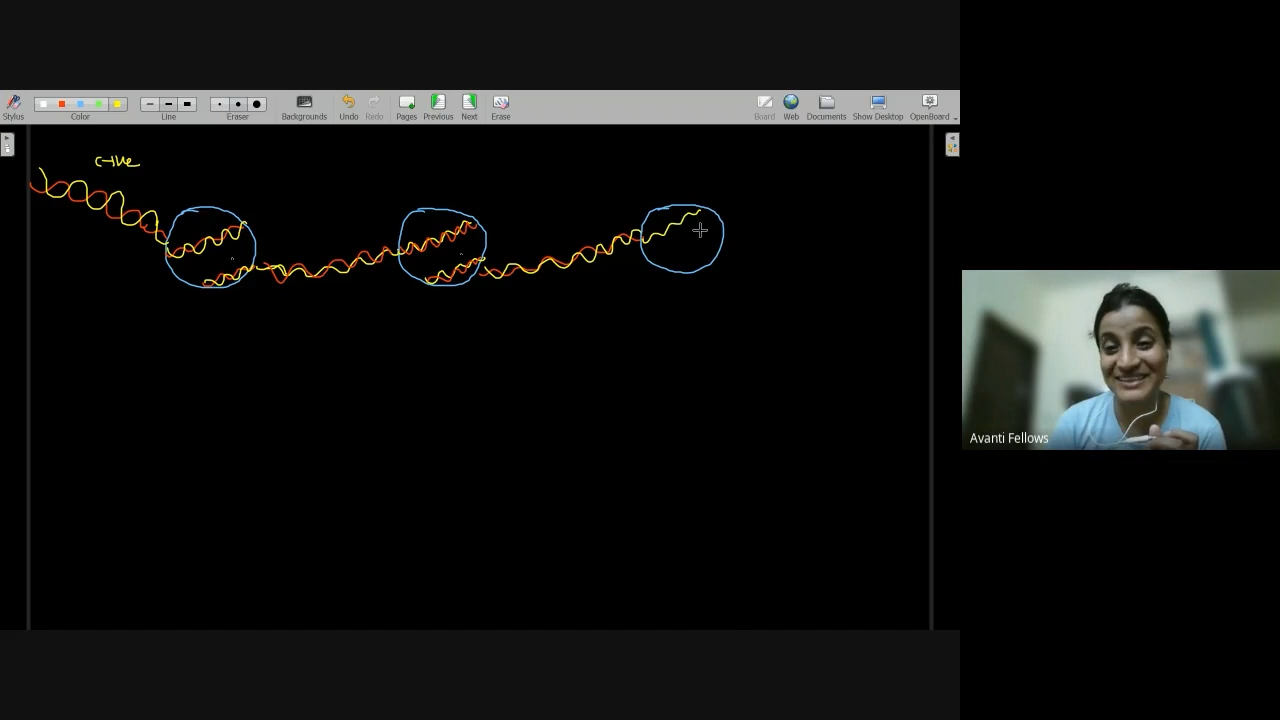 Stylus
Color
Line
Eraser
Backgrounds
Undo
Redo
Pages
Previous
Next
Erase
Board
Web
Documents
Show Desktop
OpenBoard
(-)ve
Avanti Fellows